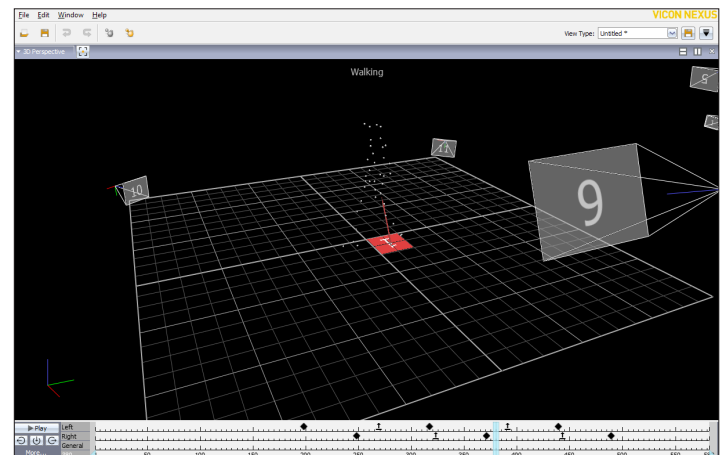 File Edit Window Help
VICON NEXUS
View Type: Untitled *
3D Perspective
Walking
10
11
9
5
Play
Left
Right
General
More...
50 100 150 200 250 300 350 400 450 500 550